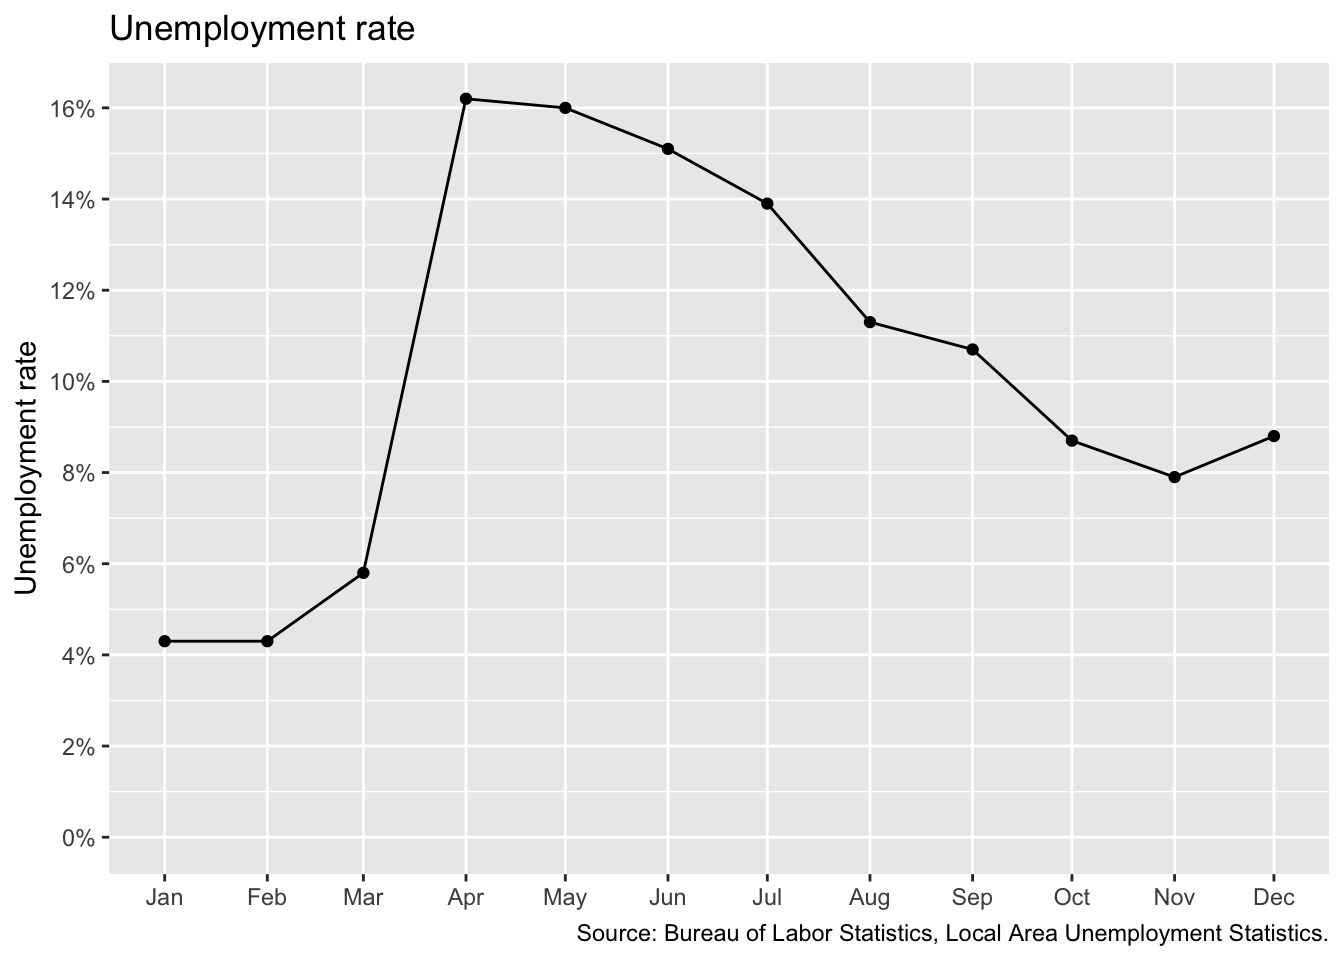 Unemployment rate
Unemployment rate
16%
14%
12%
10%
8%
6%
4%
2%
0%
Jan Feb Mar Apr May Jun Jul Aug Sep Oct Nov Dec
Source: Bureau of Labor Statistics, Local Area Unemployment Statistics.